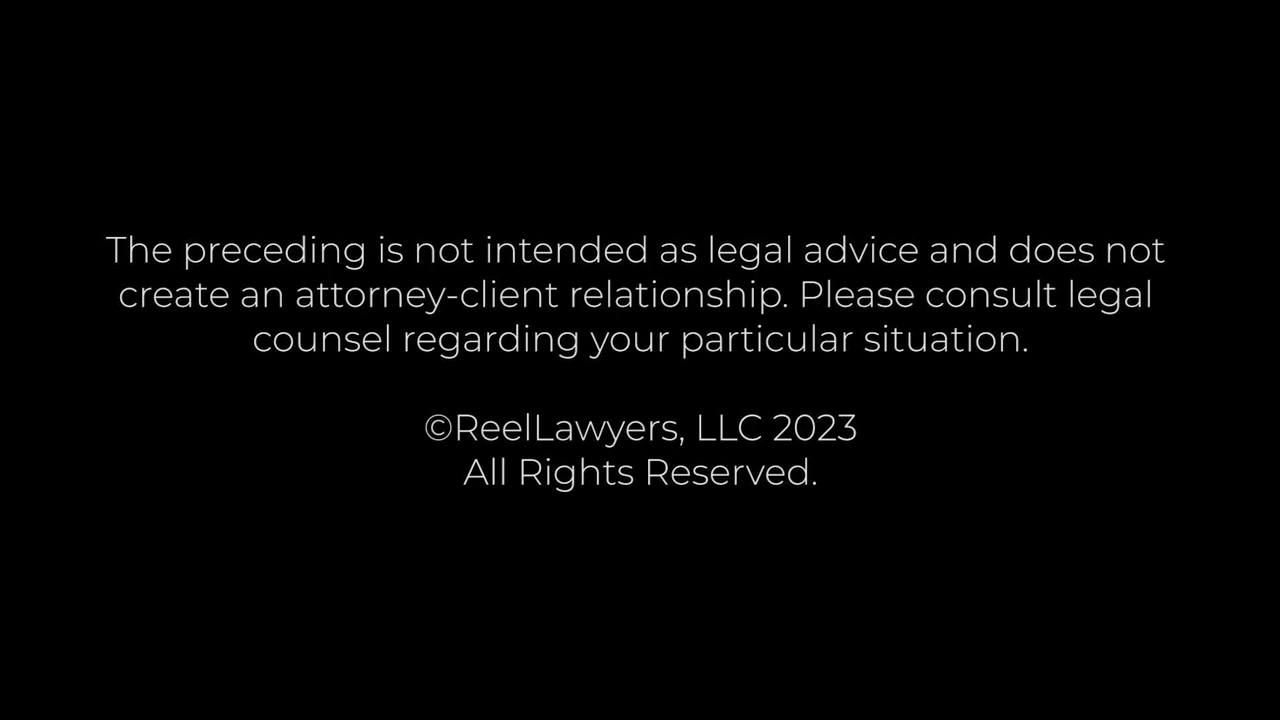 The preceding is not intended as legal advice and does not
create an attorney-client relationship. Please consult legal
counsel regarding your particular situation.
©ReelLawyers, LLC 2023
All Rights Reserved.